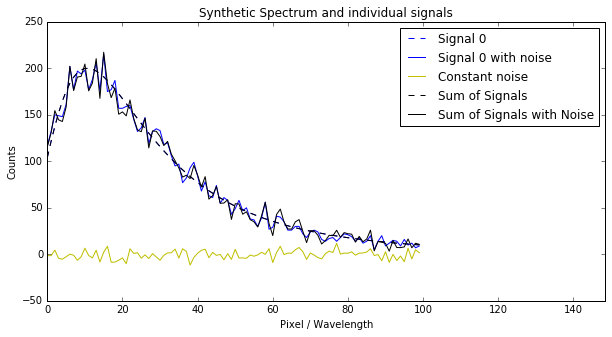 Synthetic Spectrum and individual signals
250
200
150
100
50
0
−50
Counts
0
20
40
60
80
100
120
140
Pixel / Wavelength
Signal 0
Signal 0 with noise
Constant noise
Sum of Signals
Sum of Signals with Noise